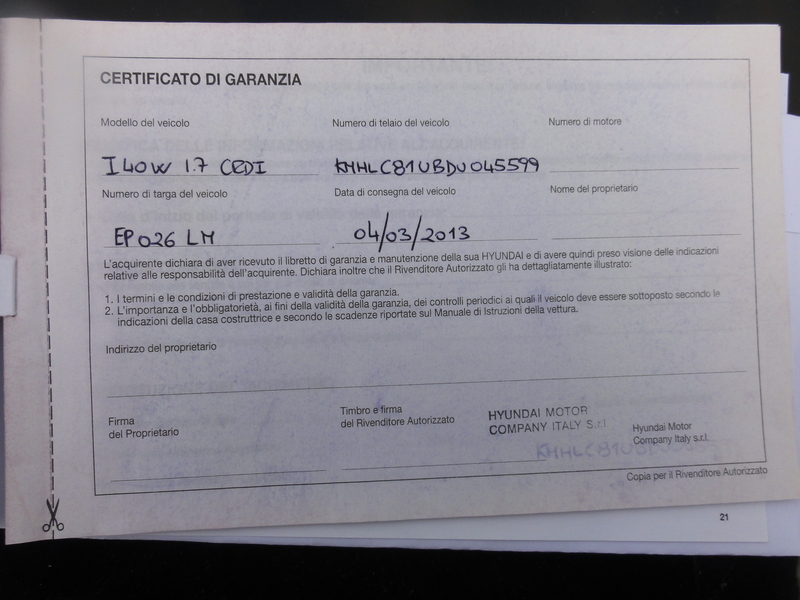 CERTIFICATO DI GARANZIA
Modello del veicolo Numero di telaio del veicolo Numero di motore
I40W 1.7 CRDI KMHLC81UBDU045599
Numero di targa del veicolo Data di consegna del veicolo Nome del proprietario
EP026 LM 04/03/2013
L'acquirente dichiara di aver ricevuto il libretto di garanzia e manutenzione della sua HYUNDAI e di avere quindi preso visione delle indicazioni
relative alle responsabilità dell'acquirente. Dichiara inoltre che il Rivenditore Autorizzato gli ha dettagliatamente illustrato:
1. I termini e le condizioni di prestazione e validità della garanzia.
2. L'importanza e l'obbligatorietà, ai fini della validità della garanzia, dei controlli periodici ai quali il veicolo deve essere sottoposto secondo le
indicazioni della casa costruttrice e secondo le scadenze riportate sul Manuale di Istruzioni della vettura.
Indirizzo del proprietario
Firma
del Proprietario
Timbro e firma
del Rivenditore Autorizzato
HYUNDAI MOTOR
COMPANY ITALY S.r.l
Hyundai Motor
Company Italy s.r.l.
Copia per il Rivenditore Autorizzato
21